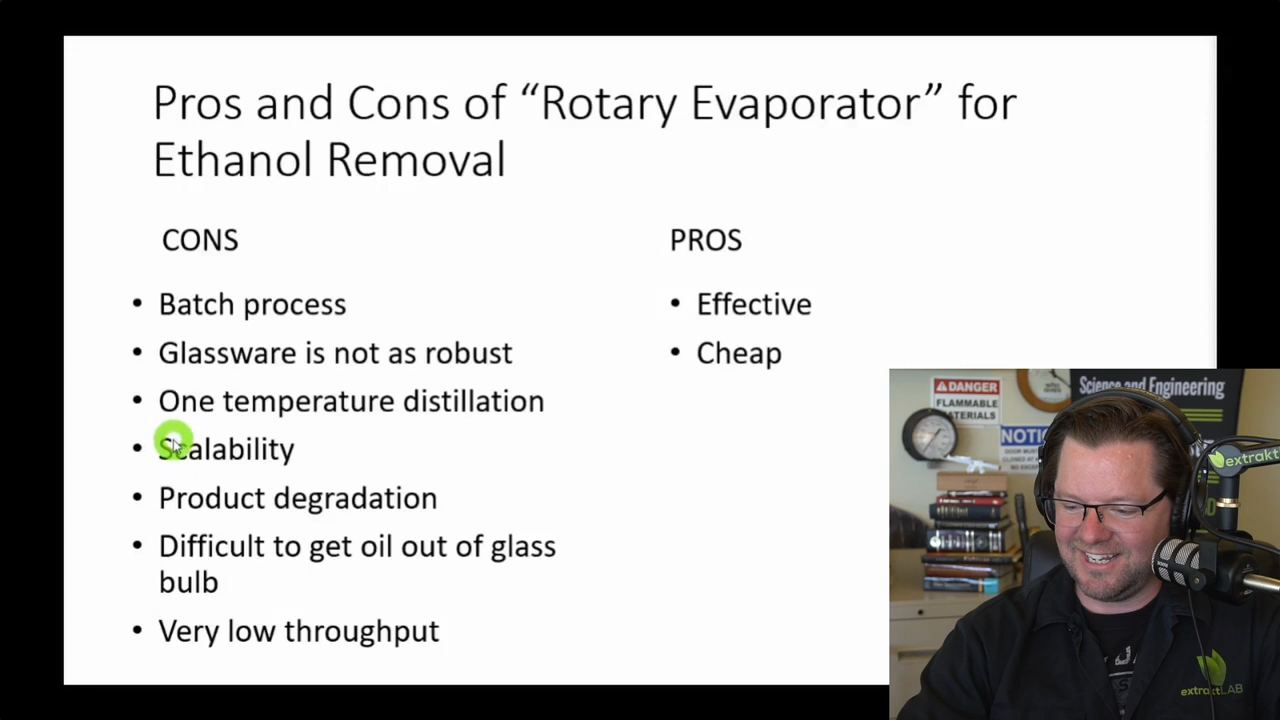 Pros and Cons of “Rotary Evaporator” for
Ethanol Removal
CONS
• Batch process
• Glassware is not as robust
• One temperature distillation
• Scalability
• Product degradation
• Difficult to get oil out of glass
bulb
• Very low throughput
PROS
• Effective
• Cheap
DANGER
FLAMMABLE
Science and Engineering
extraktLAB